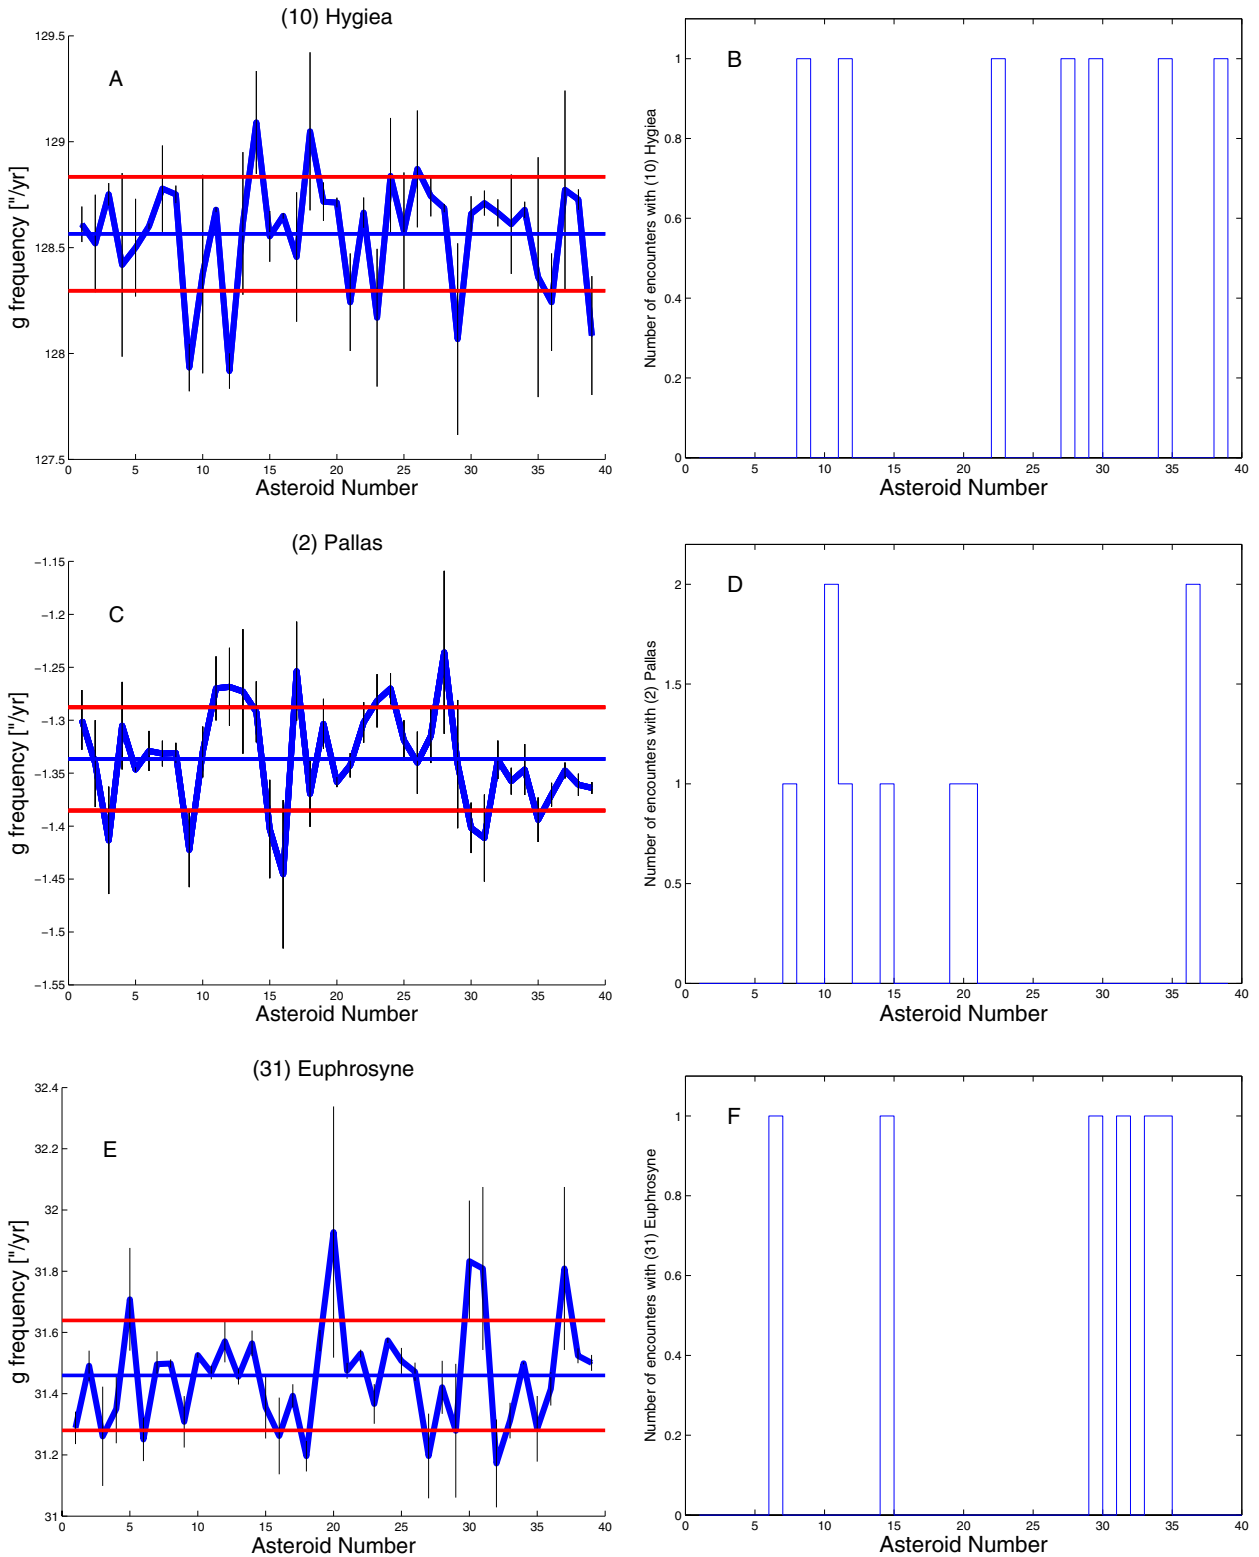 (10) Hygiea
129.5
129
128.5
128
127.5
g frequency ["/yr]
A
0 5 10 15 20 25 30 35 40
Asteroid Number
1
0.8
0.6
0.4
0.2
0
Number of encounters with (10) Hygiea
B
0 5 10 15 20 25 30 35 40
Asteroid Number
(2) Pallas
−1.15
−1.2
−1.25
−1.3
−1.35
−1.4
−1.45
−1.5
−1.55
g frequency ["/yr]
C
0 5 10 15 20 25 30 35 40
Asteroid Number
2
1.5
1
0.5
0
Number of encounters with (2) Pallas
D
0 5 10 15 20 25 30 35 40
Asteroid Number
(31) Euphrosyne
32.4
32.2
32
31.8
31.6
31.4
31.2
31
g frequency ["/yr]
E
0 5 10 15 20 25 30 35 40
Asteroid Number
1
0.8
0.6
0.4
0.2
0
Number of encounters with (31) Euphrosyne
F
0 5 10 15 20 25 30 35 40
Asteroid Number